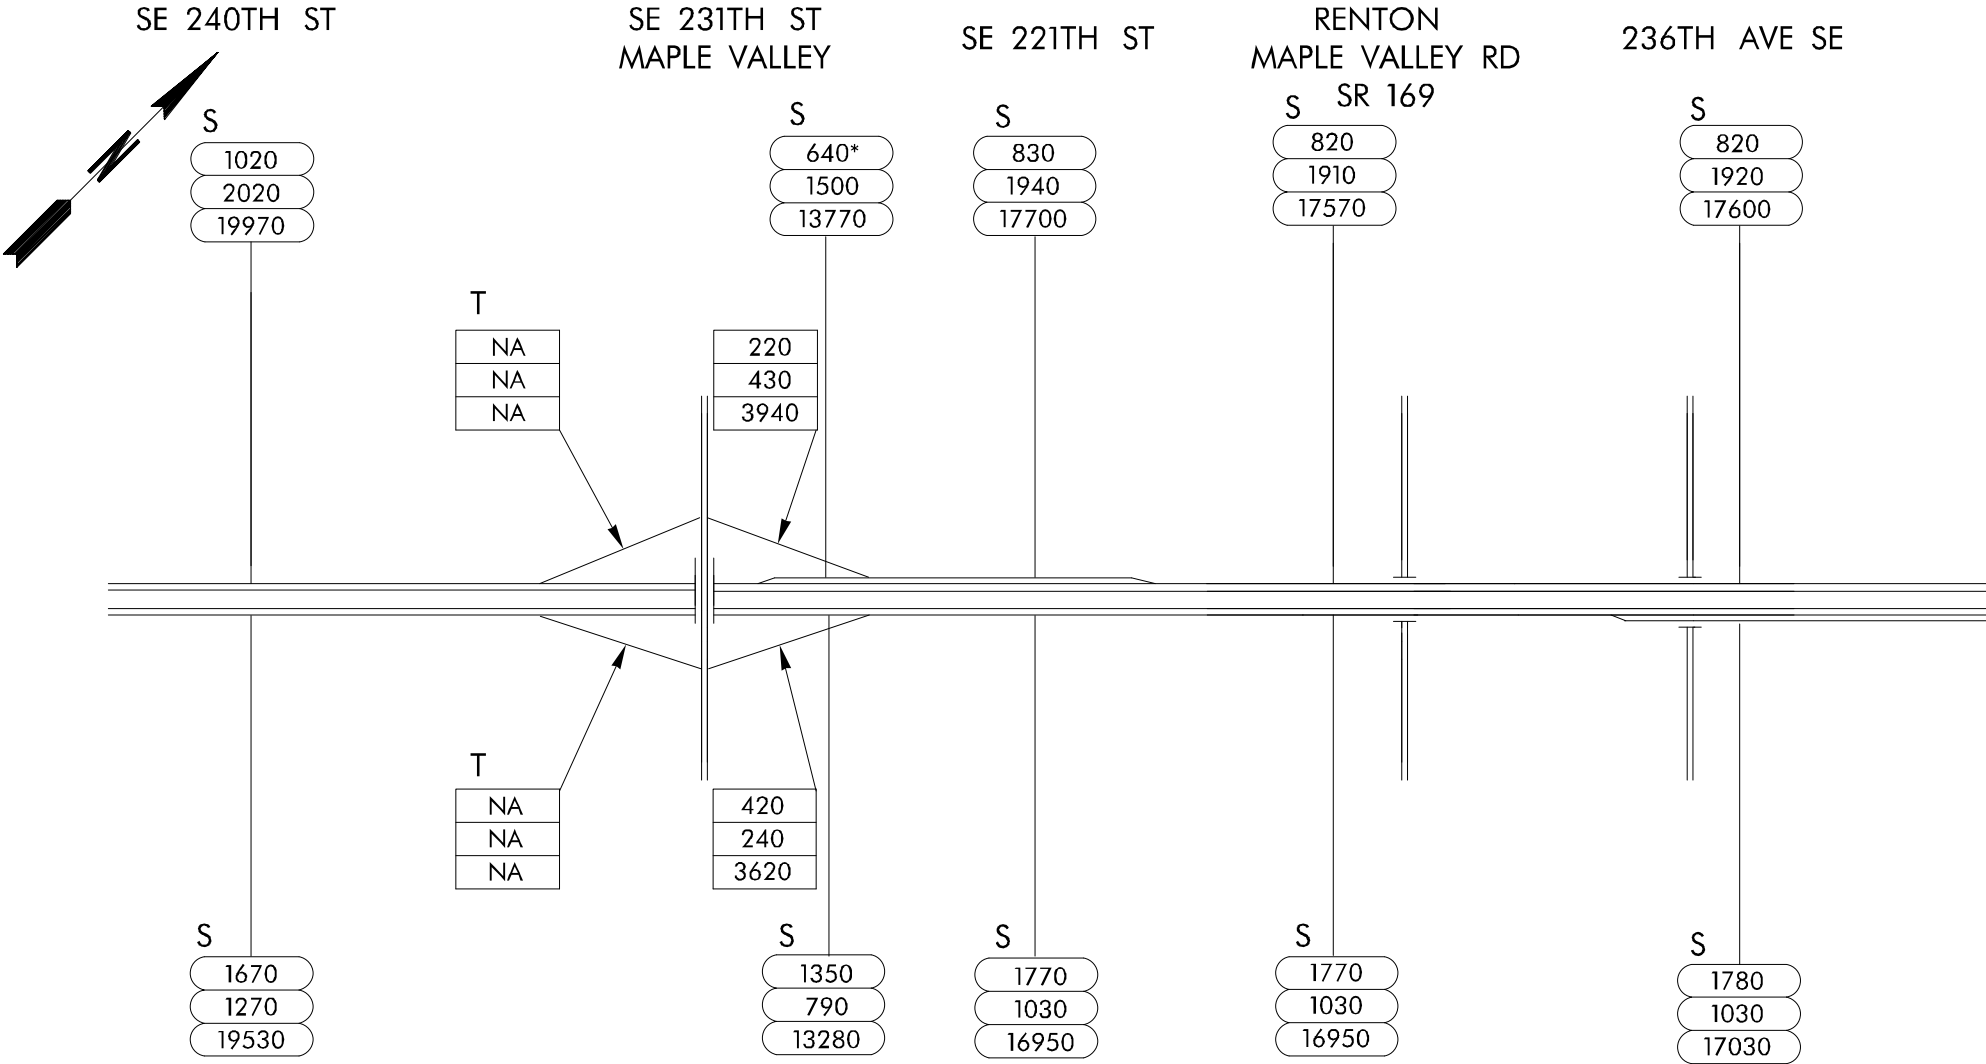 SE 240TH ST
SE 231TH ST
MAPLE VALLEY
SE 221TH ST
RENTON
MAPLE VALLEY RD
SR 169
236TH AVE SE
N
S
1020
2020
19970
S
640*
1500
13770
S
830
1940
17700
S
820
1910
17570
S
820
1920
17600
T
NA
NA
NA
220
430
3940
T
NA
NA
NA
420
240
3620
S
1670
1270
19530
S
1350
790
13280
S
1770
1030
16950
S
1770
1030
16950
S
1780
1030
17030